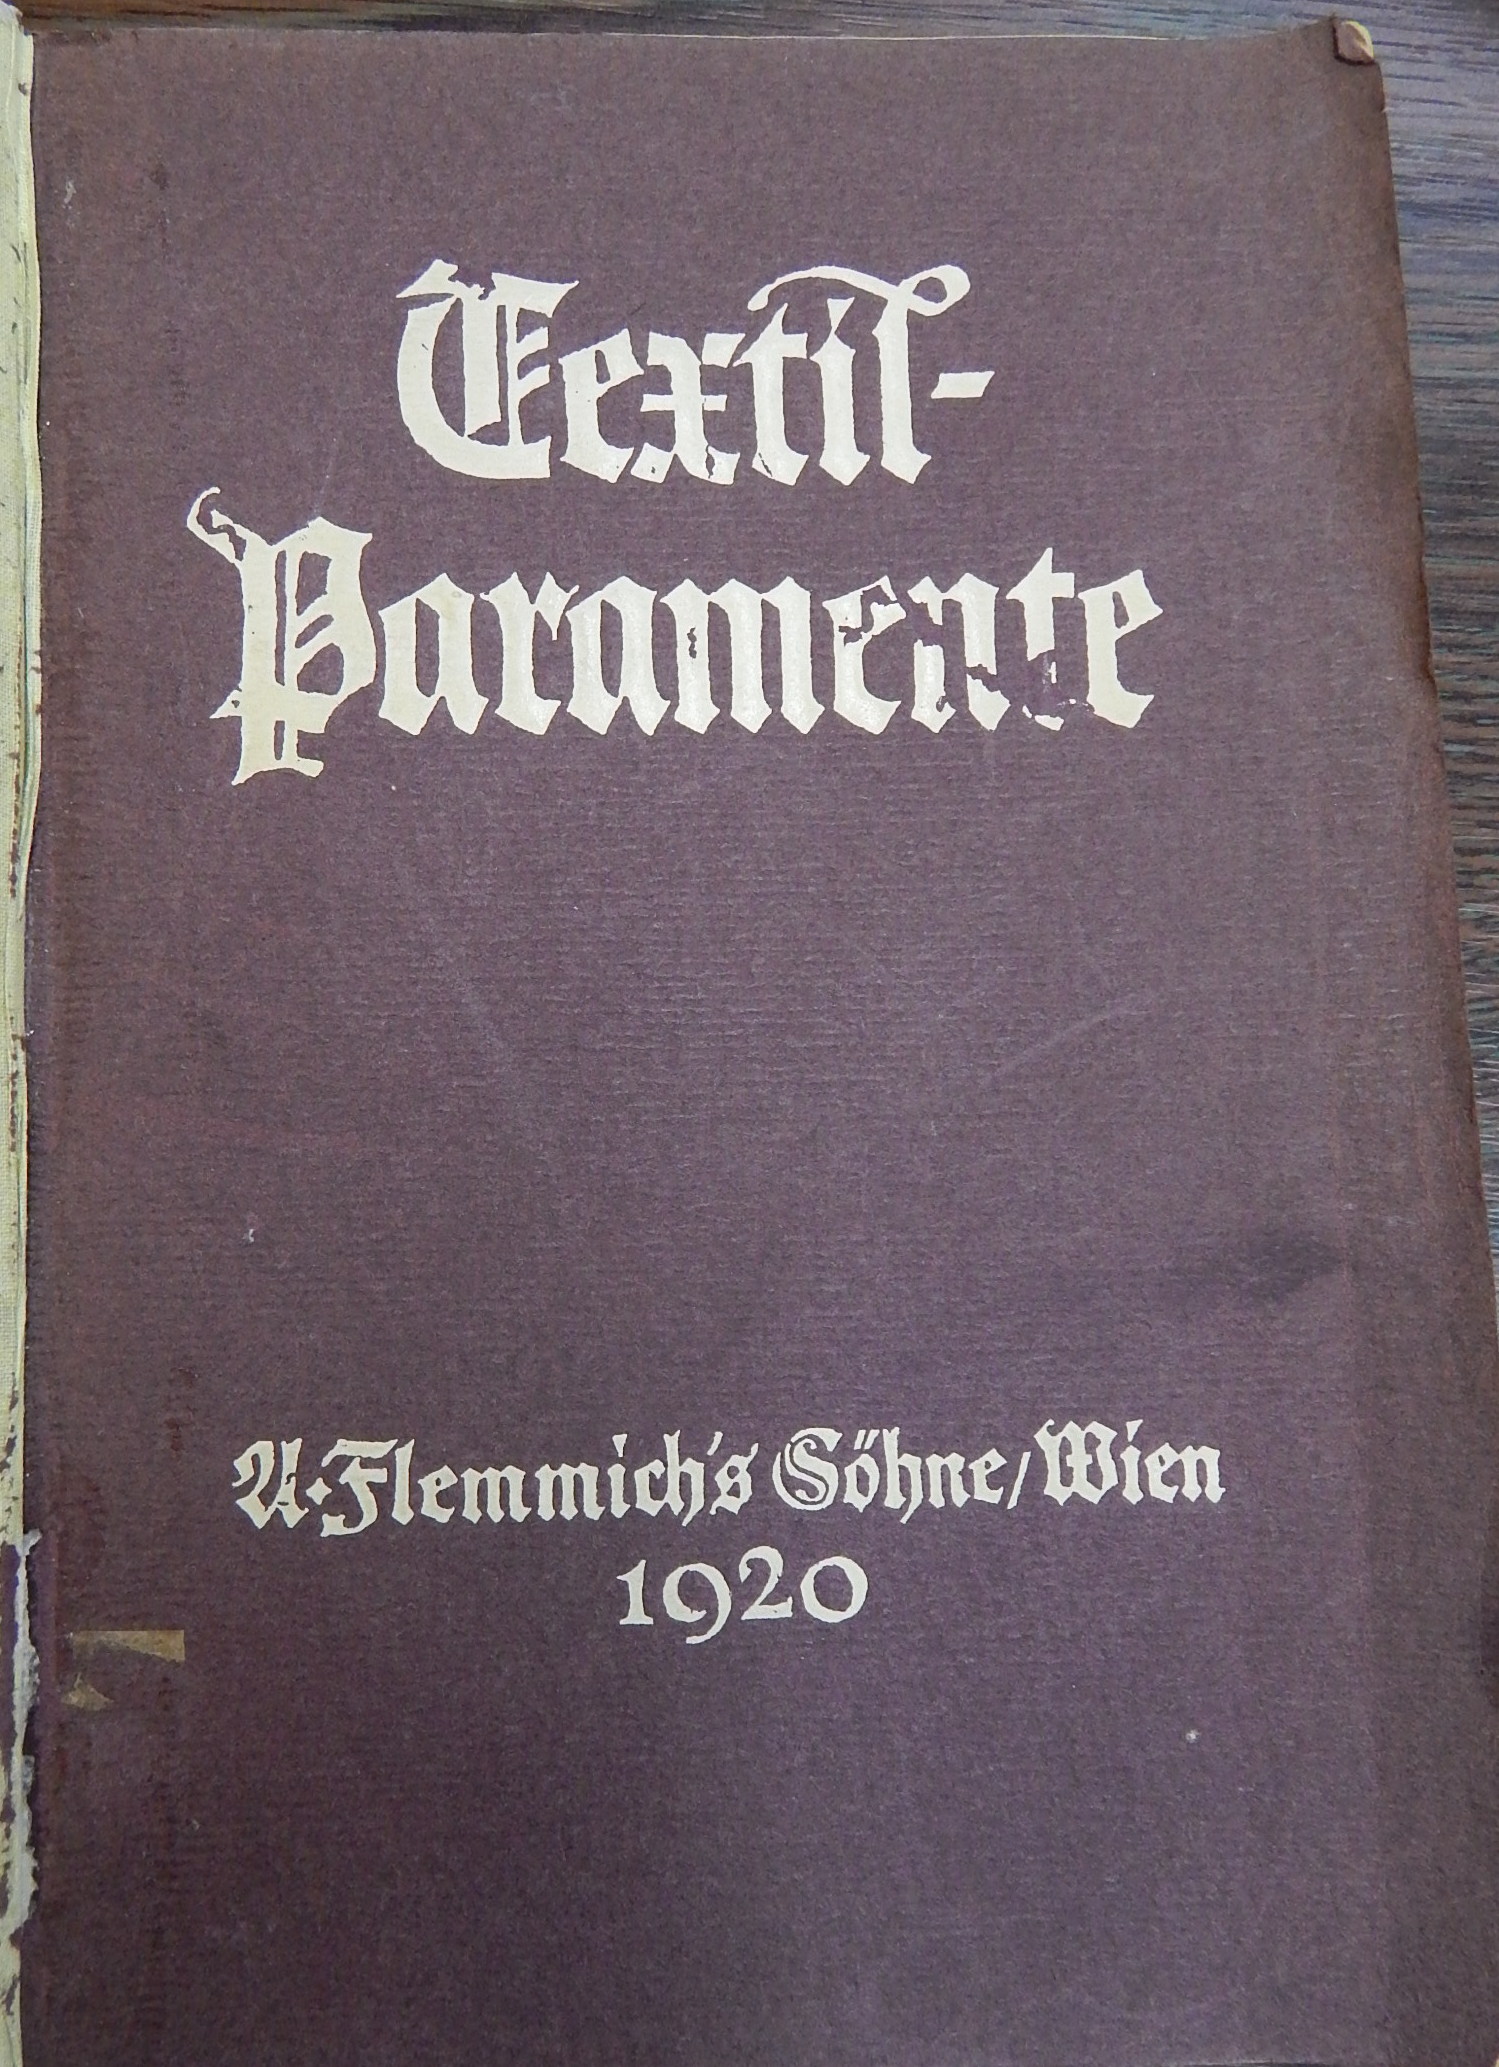 Textil-
Paramente
A. Flemmich's Söhne / Wien
1920